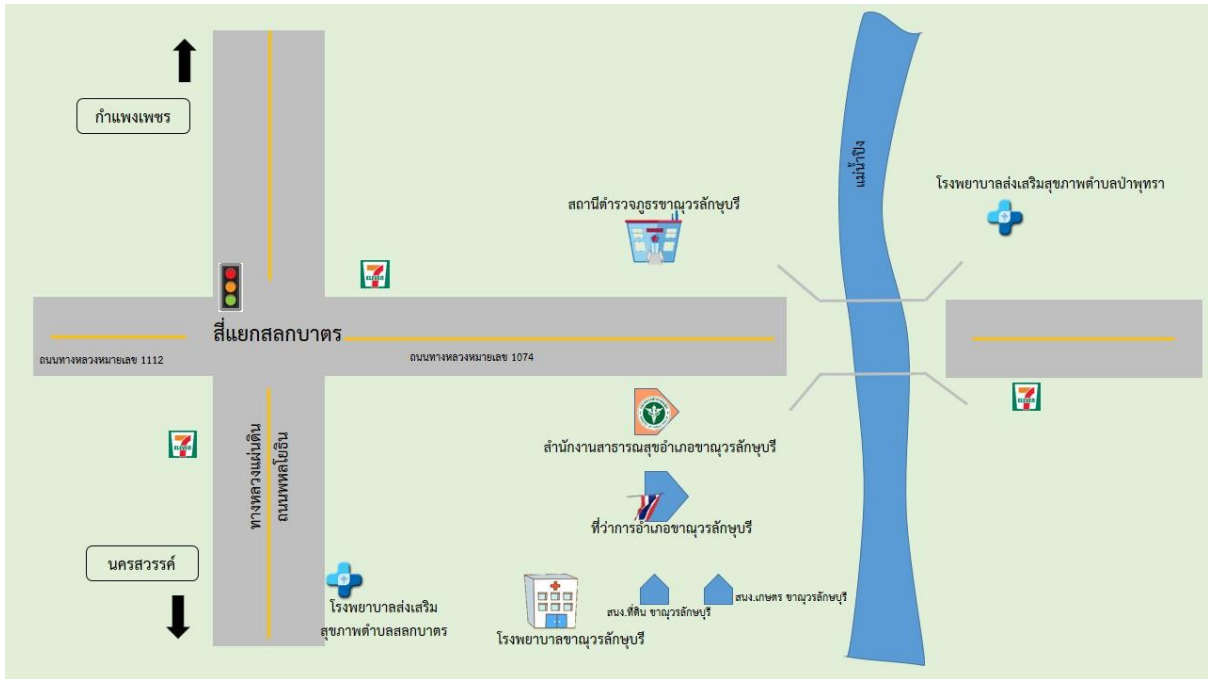 กำแพงเพชร
แม่น้ำปิง
โรงพยาบาลส่งเสริมสุขภาพตำบลป่าพุทรา
สถานีตำรวจภูธรขาณุวรลักษบุรี
7
ELEVEN
สี่แยกสลกบาตร
ถนนทางหลวงหมายเลข 1112
ถนนทางหลวงหมายเลข 1074
7
ELEVEN
7
ELEVEN
ทางหลวงแผ่นดิน
ถนนพหลโยธิน
สำนักงานสาธารณสุขอำเภอขาณุวรลักษบุรี
ที่ว่าการอำเภอขาณุวรลักษบุรี
นครสวรรค์
โรงพยาบาลส่งเสริม
สุขภาพตำบลสลกบาตร
โรงพยาบาลขาณุวรลักษบุรี
สนง.ที่ดิน ขาณุวรลักษบุรี
สนง.เกษตร ขาณุวรลักษบุรี